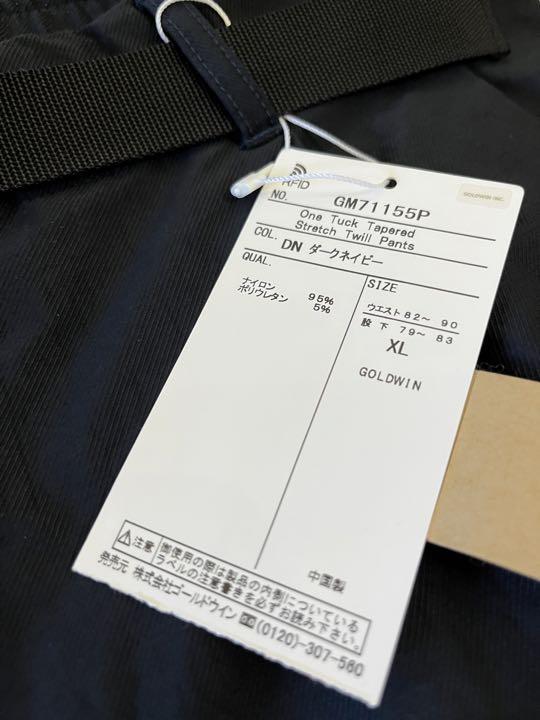 RFID
GOLDWIN INC.
NO. GM71155P
One Tuck Tapered
Stretch Twill Pants
COL. DN ダークネイビー
QUAL.
ナイロン 95%
ポリウレタン 5%
SIZE
ウエスト82〜 90
股 下 79〜 83
XL
GOLDWIN
注意
御使用の際は製品の内側についている
ラベルの注意書きを必ずお読み下さい。
中國製
発売元 株式会社ゴールドウイン (0120)-307-560